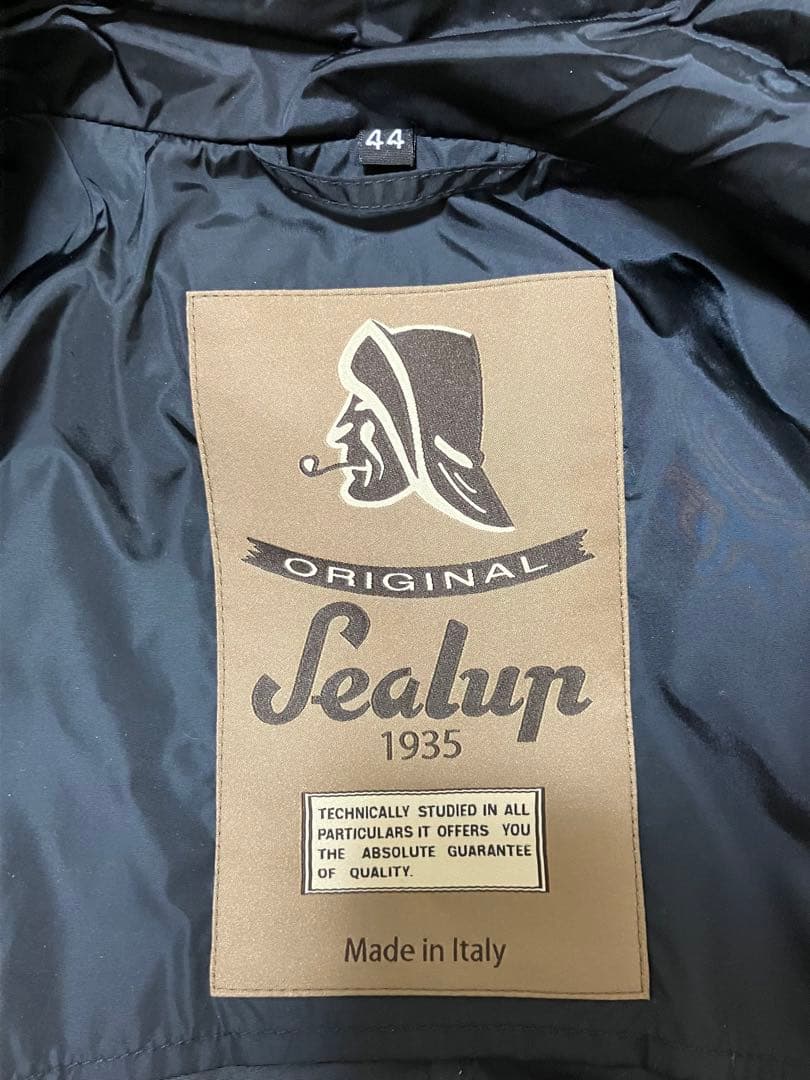 44
ORIGINAL
Sealup
1935
TECHNICALLY STUDIED IN ALL
PARTICULARS IT OFFERS YOU
THE ABSOLUTE GUARANTEE
OF QUALITY.
Made in Italy